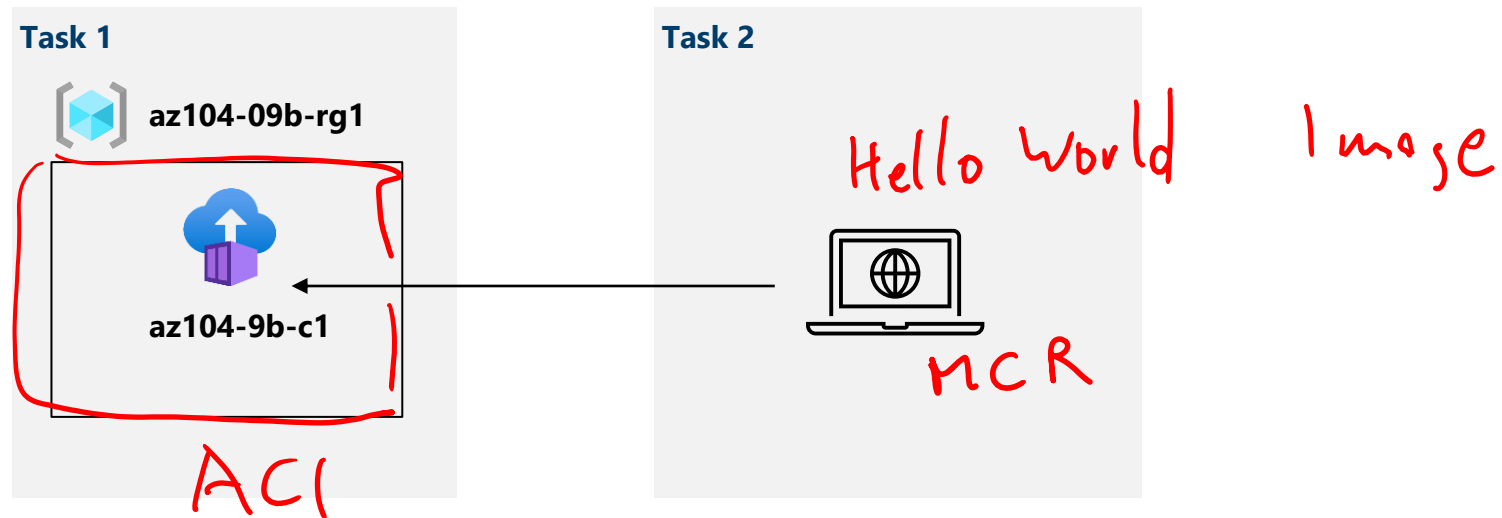 Task 1
az104-09b-rg1
az104-9b-c1
ACI
Task 2
Hello World Image
MCR